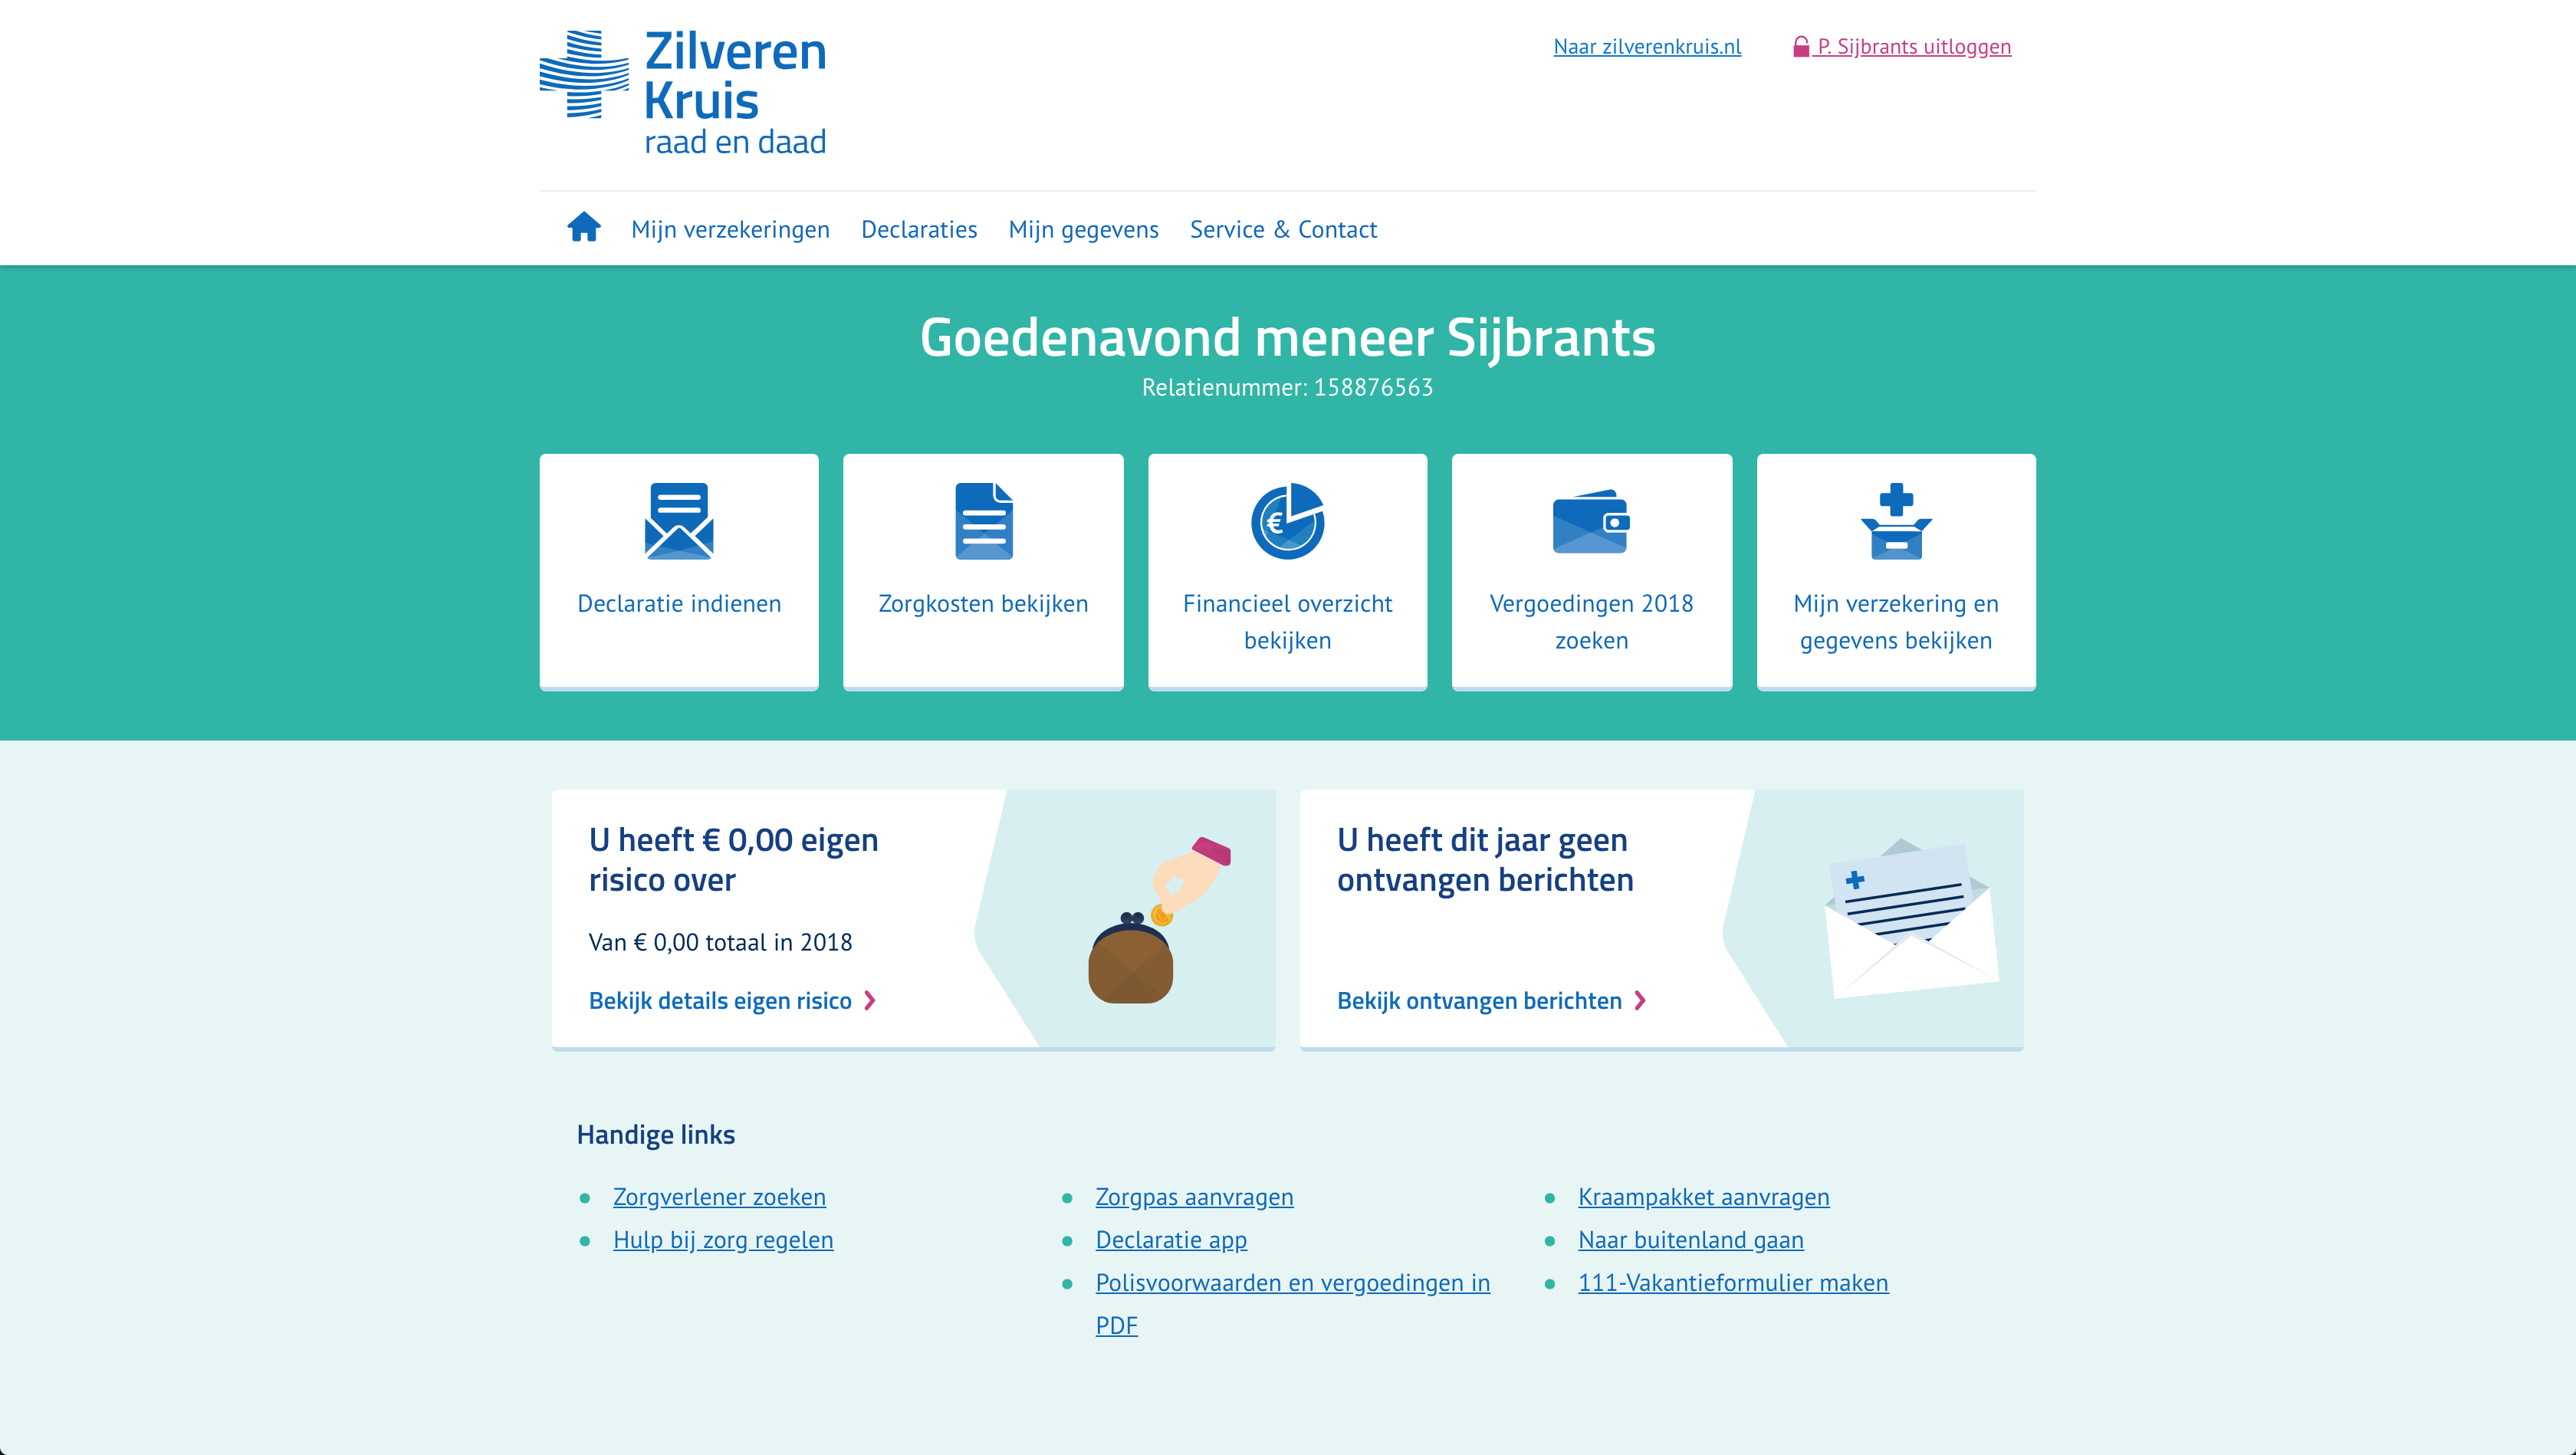 Zilveren
Kruis
raad en daad
Naar zilverenkruis.nl
P. Sijbrants uitloggen
Mijn verzekeringen
Declaraties
Mijn gegevens
Service & Contact
Goedenavond meneer Sijbrants
Relatienummer: 158876563
Declaratie indienen
Zorgkosten bekijken
€
Financieel overzicht
bekijken
Vergoedingen 2018
zoeken
Mijn verzekering en
gegevens bekijken
U heeft € 0,00 eigen
risico over
Van € 0,00 totaal in 2018
Bekijk details eigen risico
U heeft dit jaar geen
ontvangen berichten
Bekijk ontvangen berichten
Handige links
Zorgverlener zoeken
Hulp bij zorg regelen
Zorgpas aanvragen
Declaratie app
Polisvoorwaarden en vergoedingen in
PDF
Kraampakket aanvragen
Naar buitenland gaan
111-Vakantieformulier maken